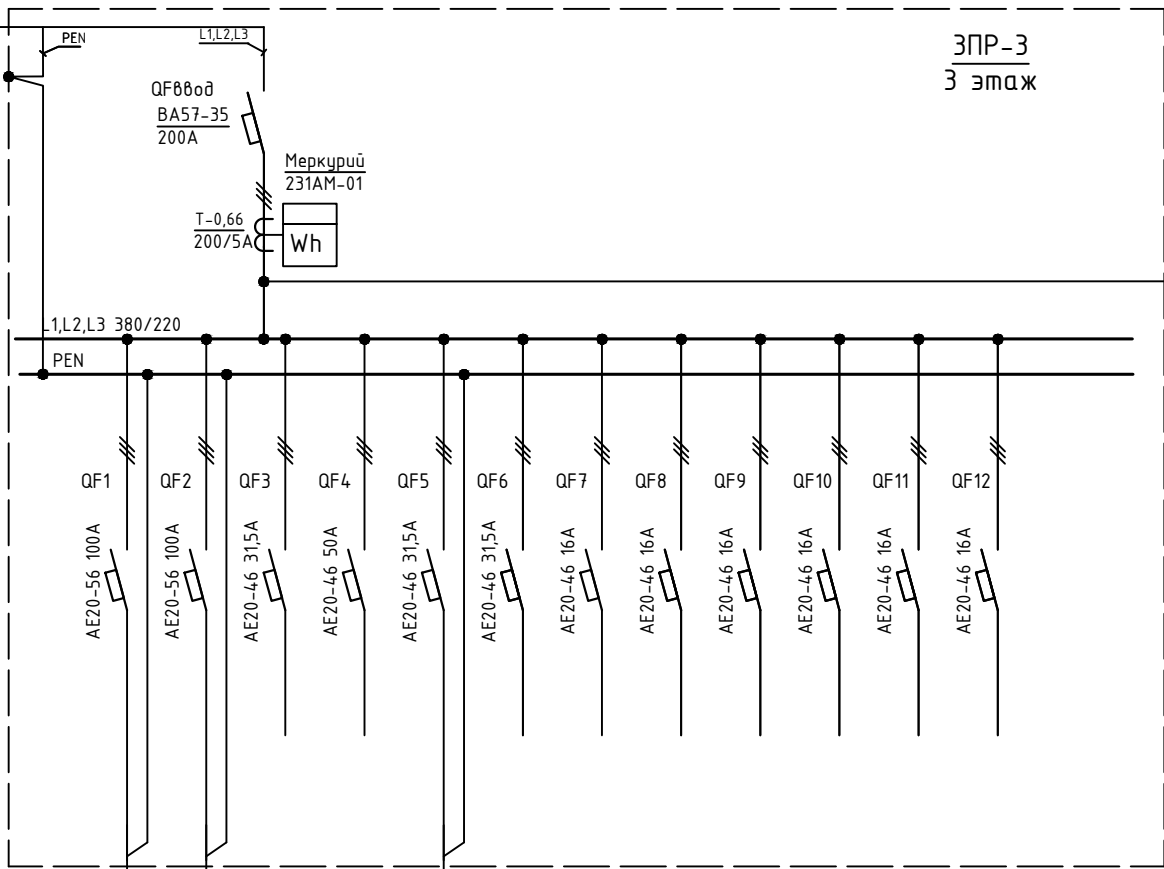 PEN
L1,L2,L3
ЗПР-3
3 этаж
QFввод
ВА57-35
200А
Меркурий
231АМ-01
Т-0,66
200/5А
Wh
L1,L2,L3 380/220
PEN
QF1
QF2
QF3
QF4
QF5
QF6
QF7
QF8
QF9
QF10
QF11
QF12
АЕ20-56 100А
АЕ20-56 100А
АЕ20-46 31,5А
АЕ20-46 50А
АЕ20-46 31,5А
АЕ20-46 31,5А
АЕ20-46 16А
АЕ20-46 16А
АЕ20-46 16А
АЕ20-46 16А
АЕ20-46 16А
АЕ20-46 16А